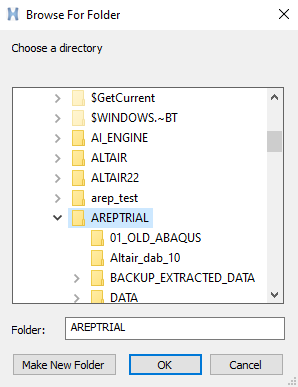 Browse For Folder
Choose a directory
$GetCurrent
$WINDOWS.~BT
AI_ENGINE
ALTAIR
ALTAIR22
arep_test
AREPTRIAL
01_OLD_ABAQUS
Altair_dab_10
BACKUP_EXTRACTED_DATA
DATA
Folder: AREPTRIAL
Make New Folder OK Cancel